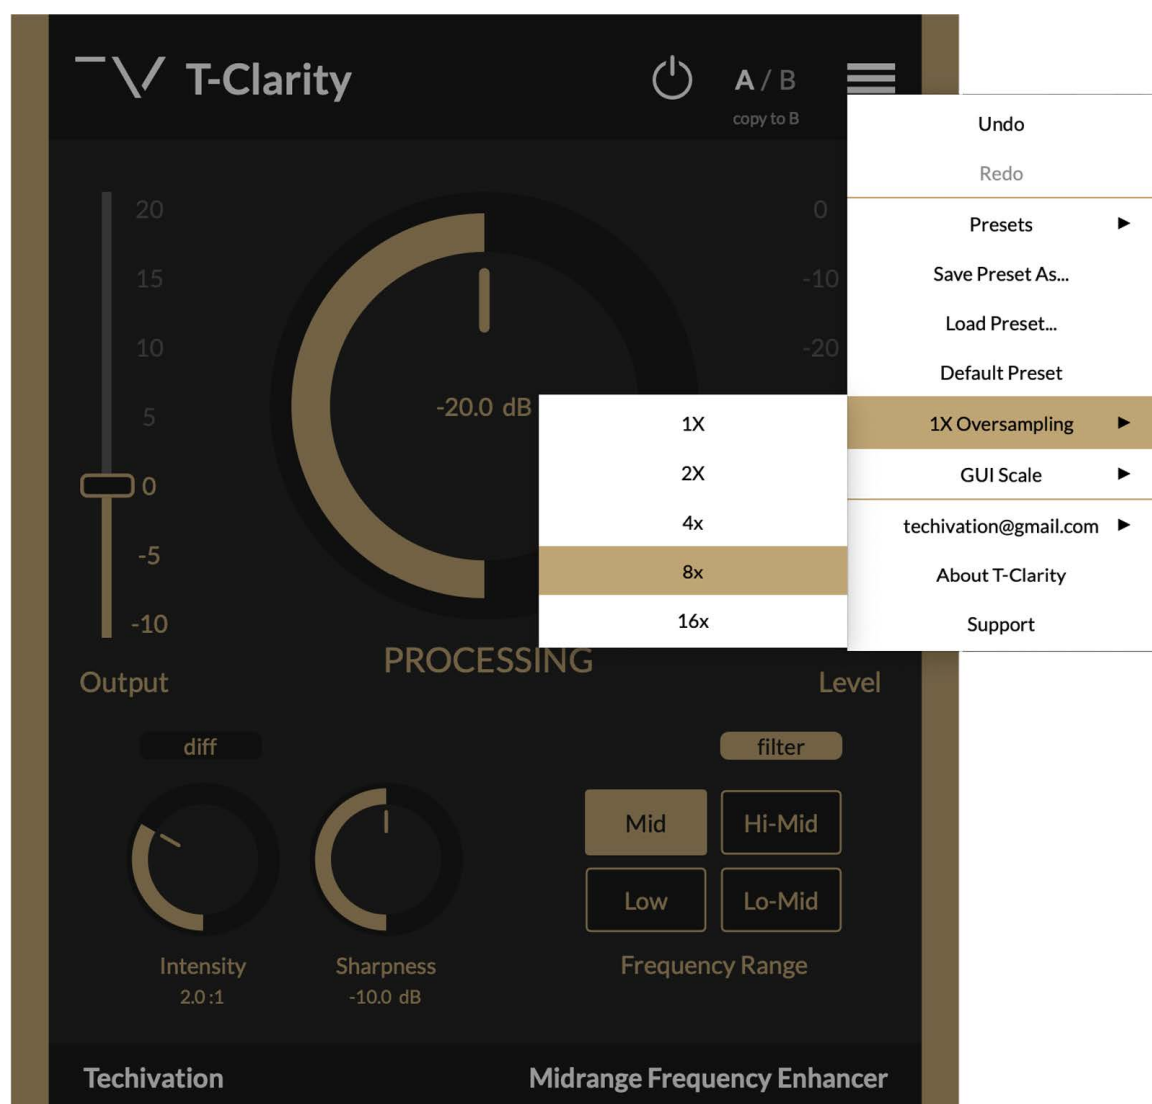 T-Clarity
A / B
copy to B
Undo
Redo
Presets
Save Preset As...
Load Preset...
Default Preset
1X Oversampling
GUI Scale
techivation@gmail.com
About T-Clarity
Support
1X
2X
4x
8x
16x
20
15
10
5
0
-5
-10
Output
-20.0 dB
PROCESSING
0
-10
-20
Level
diff
filter
Intensity
2.0:1
Sharpness
-10.0 dB
Mid
Hi-Mid
Low
Lo-Mid
Frequency Range
Techivation
Midrange Frequency Enhancer